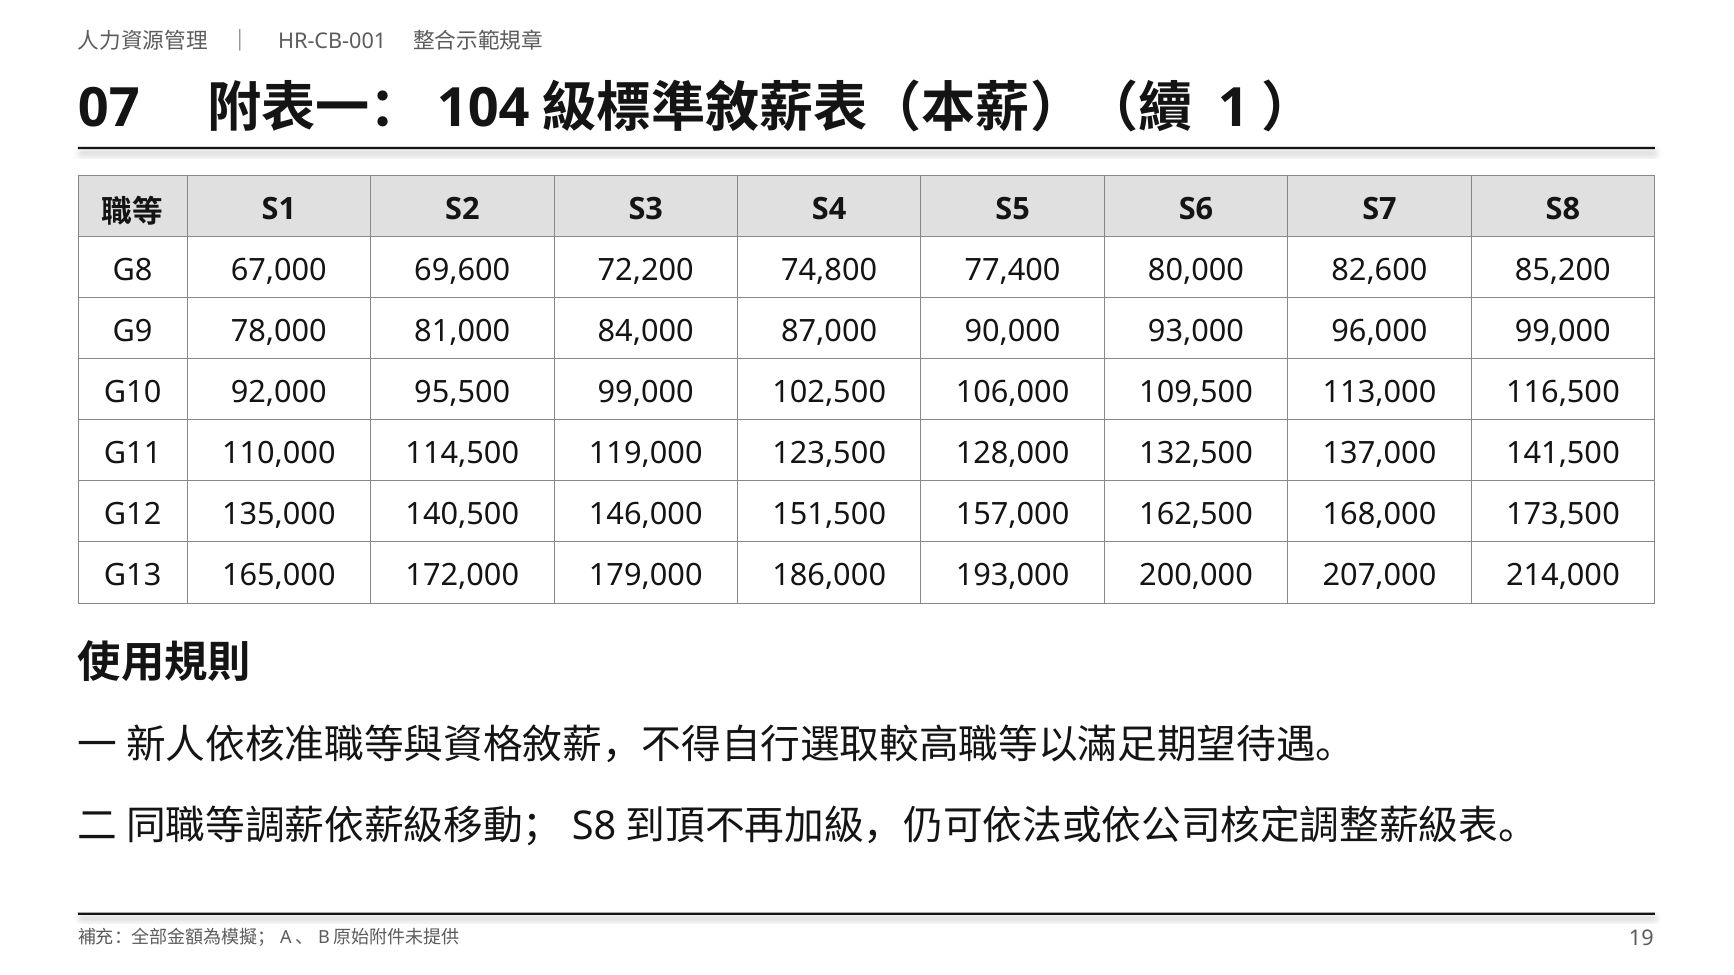 人力資源管理 ｜ HR-CB-001 整合示範規章
07 附表一：104級標準敘薪表（本薪）（續 1）
職等 S1 S2 S3 S4 S5 S6 S7 S8
G8 67,000 69,600 72,200 74,800 77,400 80,000 82,600 85,200
G9 78,000 81,000 84,000 87,000 90,000 93,000 96,000 99,000
G10 92,000 95,500 99,000 102,500 106,000 109,500 113,000 116,500
G11 110,000 114,500 119,000 123,500 128,000 132,500 137,000 141,500
G12 135,000 140,500 146,000 151,500 157,000 162,500 168,000 173,500
G13 165,000 172,000 179,000 186,000 193,000 200,000 207,000 214,000
使用規則
一 新人依核准職等與資格敘薪，不得自行選取較高職等以滿足期望待遇。
二 同職等調薪依薪級移動；S8 到頂不再加級，仍可依法或依公司核定調整薪級表。
補充：全部金額為模擬；A、B原始附件未提供
19